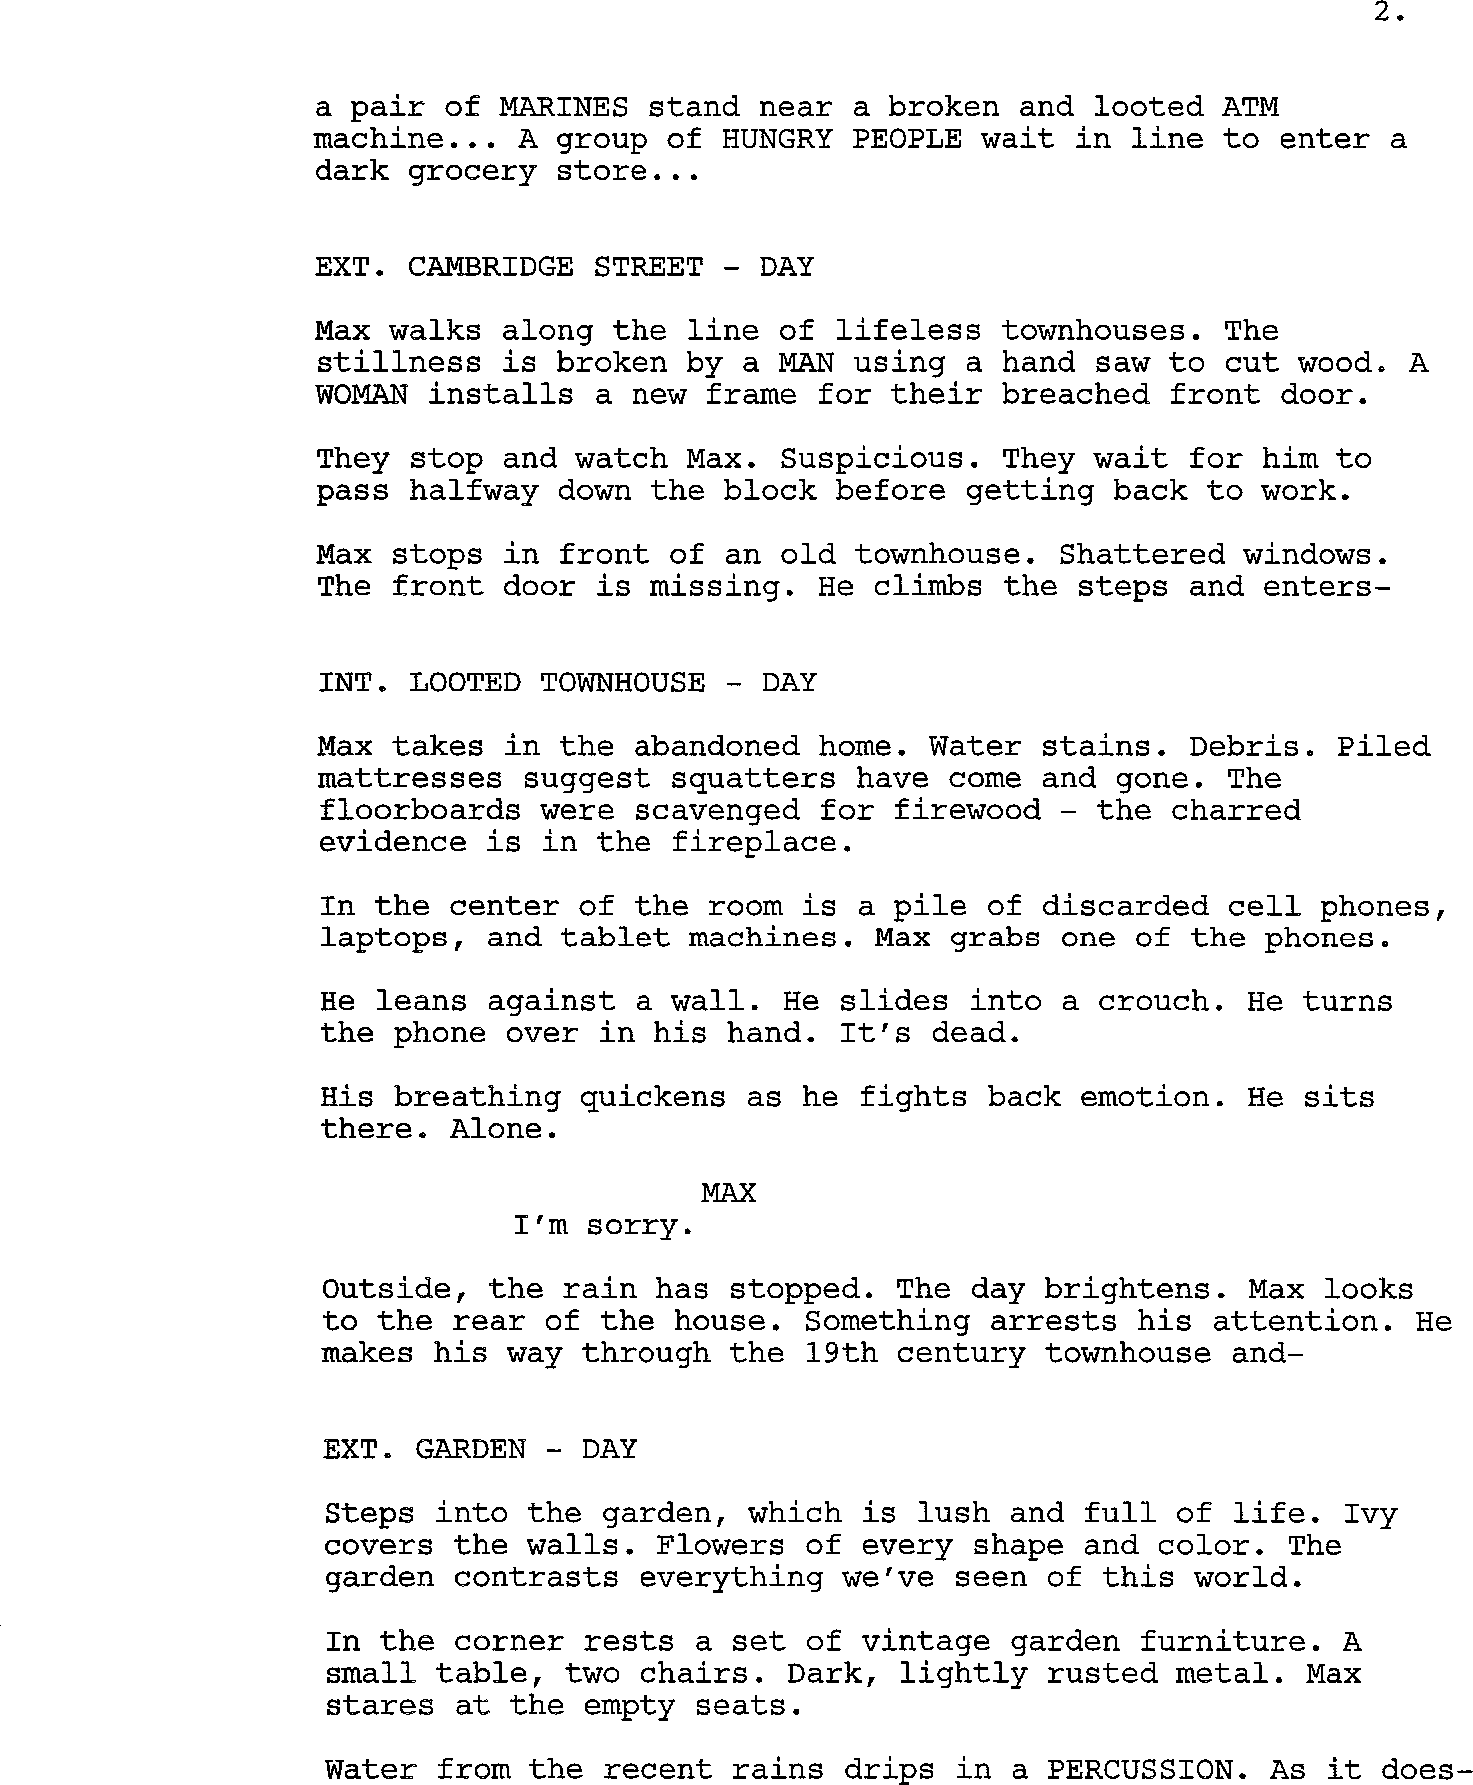 2.
a pair of MARINES stand near a broken and looted ATM
machine... A group of HUNGRY PEOPLE wait in line to enter a
dark grocery store...
EXT. CAMBRIDGE STREET - DAY
Max walks along the line of lifeless townhouses. The
stillness is broken by a MAN using a hand saw to cut wood. A
WOMAN installs a new frame for their breached front door.
They stop and watch Max. Suspicious. They wait for him to
pass halfway down the block before getting back to work.
Max stops in front of an old townhouse. Shattered windows.
The front door is missing. He climbs the steps and enters-
INT. LOOTED TOWNHOUSE - DAY
Max takes in the abandoned home. Water stains. Debris. Piled
mattresses suggest squatters have come and gone. The
floorboards were scavenged for firewood - the charred
evidence is in the fireplace.
In the center of the room is a pile of discarded cell phones,
laptops, and tablet machines. Max grabs one of the phones.
He leans against a wall. He slides into a crouch. He turns
the phone over in his hand. It's dead.
His breathing quickens as he fights back emotion. He sits
there. Alone.
MAX
I'm sorry.
Outside, the rain has stopped. The day brightens. Max looks
to the rear of the house. Something arrests his attention. He
makes his way through the 19th century townhouse and-
EXT. GARDEN - DAY
Steps into the garden, which is lush and full of life. Ivy
covers the walls. Flowers of every shape and color. The
garden contrasts everything we've seen of this world.
In the corner rests a set of vintage garden furniture. A
small table, two chairs. Dark, lightly rusted metal. Max
stares at the empty seats.
Water from the recent rains drips in a PERCUSSION. As it does-